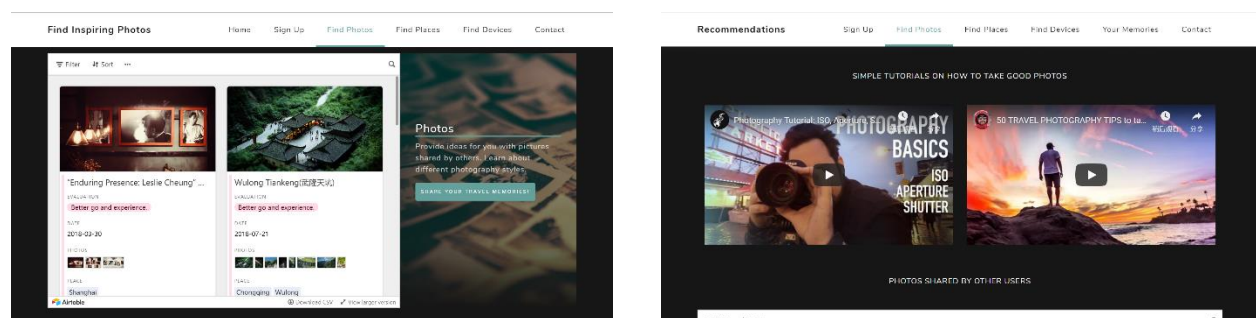 Find Inspiring Photos
Home Sign Up Find Photos Find Places Find Devices Contact
Filter Sort ...
"Enduring Presence: Leslie Cheung" ...
EVALUATION
Better go and experience.
DATE
2018-03-30
PHOTOS
PLACE
Shanghai
Wulong Tiankeng(武隆天坑)
EVALUATION
Better go and experience.
DATE
2018-07-21
PHOTOS
PLACE
Chongqing Wulong
Airtable
Download CSV View larger version
Photos
Provide ideas for you with pictures
shared by others. Learn about
different photography styles.
SHARE YOUR TRAVEL MEMORIES!
Recommendations
Sign Up Find Photos Find Places Find Devices Your Memories Contact
SIMPLE TUTORIALS ON HOW TO TAKE GOOD PHOTOS
Photography Tutorial: ISO, Aperture, S...
分享
PHOTOGRAPHY
BASICS
ISO
APERTURE
SHUTTER
50 TRAVEL PHOTOGRAPHY TIPS to ta...
分享
PHOTOS SHARED BY OTHER USERS